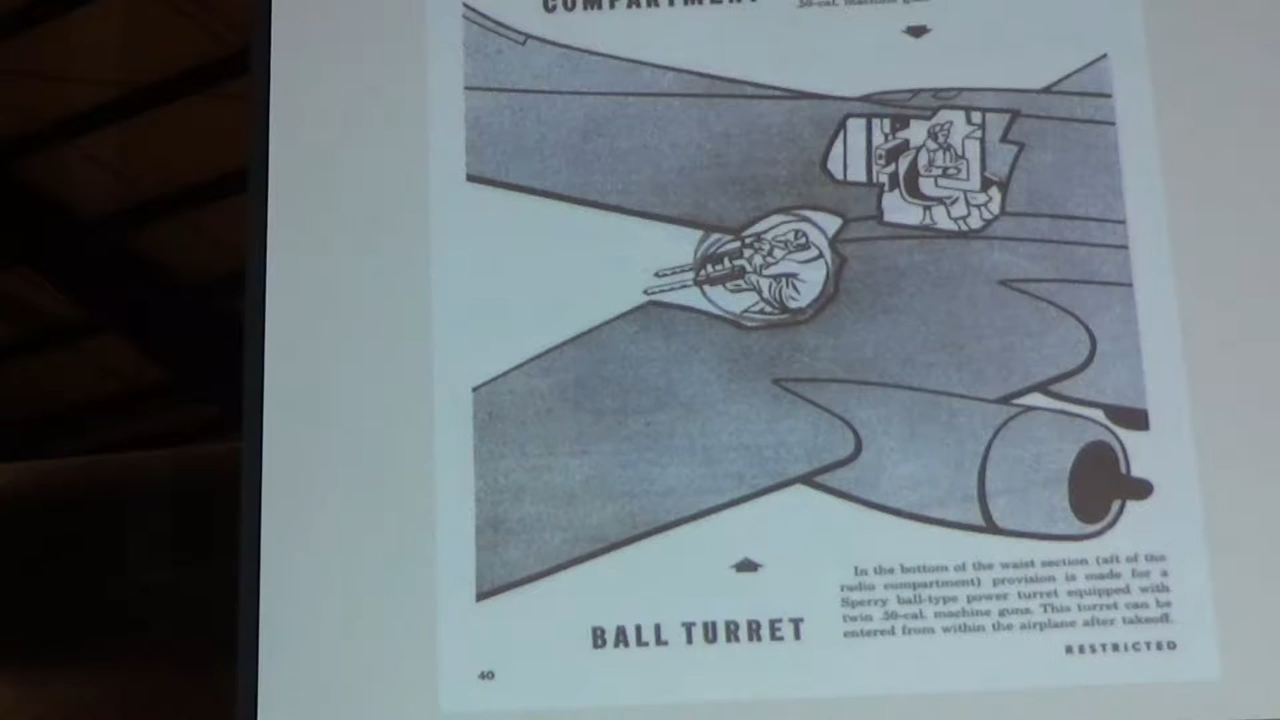 COMPARTMENT
.50-cal. machine gun
In the bottom of the waist section (aft of the
radio compartment) provision is made for a
Sperry ball-type power turret equipped with
twin .50-cal. machine guns. This turret can be
entered from within the airplane after takeoff.
BALL TURRET
RESTRICTED
40